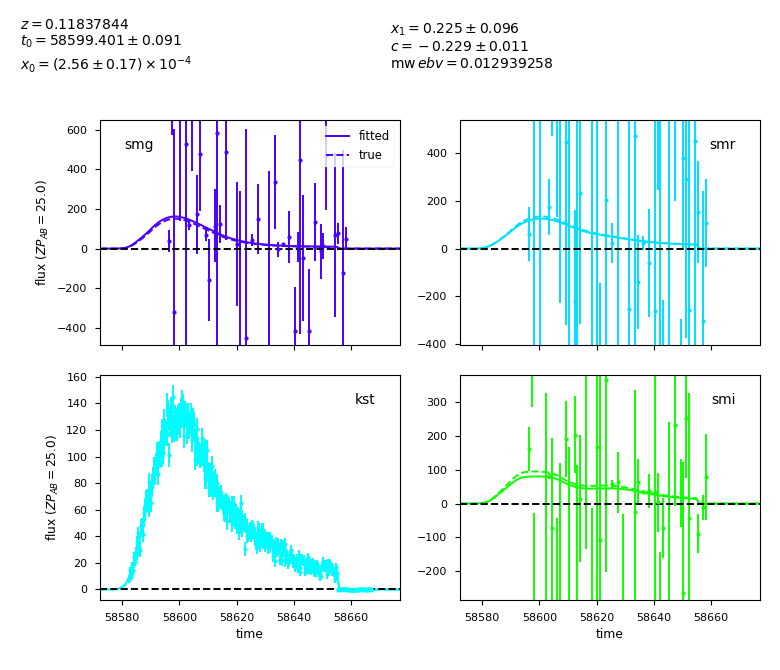 z = 0.11837844
t₀ = 58599.401 ± 0.091
x₀ = (2.56 ± 0.17) × 10⁻⁴
x₁ = 0.225 ± 0.096
c = −0.229 ± 0.011
mw ebv = 0.012939258
smg
fitted
true
600
400
200
0
−200
−400
flux (ZP_AB = 25.0)
smr
400
200
0
−200
−400
kst
160
140
120
100
80
60
40
20
0
flux (ZP_AB = 25.0)
58580 58600 58620 58640 58660
time
smi
300
200
100
0
−100
−200
58580 58600 58620 58640 58660
time